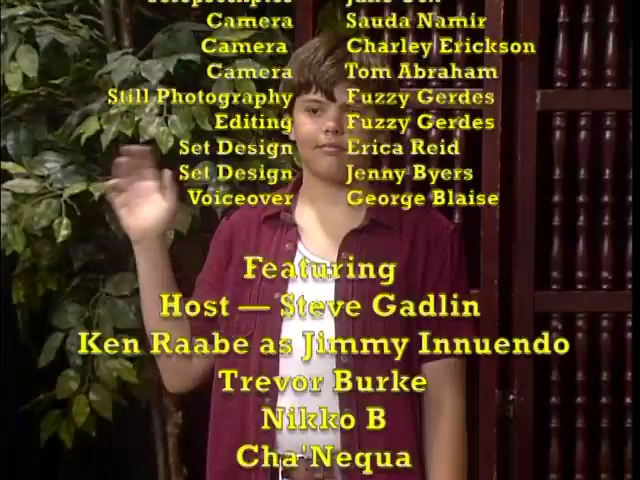 Camera Sauda Namir
Camera Charley Erickson
Camera Tom Abraham
Still Photography Fuzzy Gerdes
Editing Fuzzy Gerdes
Set Design Erica Reid
Set Design Jenny Byers
Voiceover George Blaise
Featuring
Host — Steve Gadlin
Ken Raabe as Jimmy Innuendo
Trevor Burke
Nikko B
Cha'Nequa